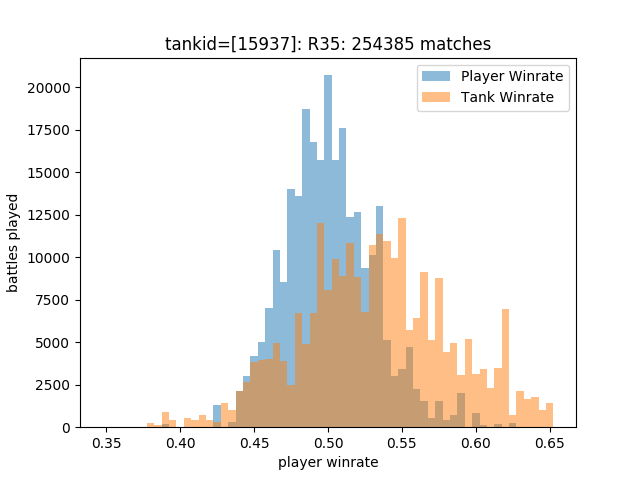 tankid=[15937]: R35: 254385 matches
Player Winrate
Tank Winrate
20000
17500
15000
12500
10000
7500
5000
2500
0
battles played
0.35 0.40 0.45 0.50 0.55 0.60 0.65
player winrate